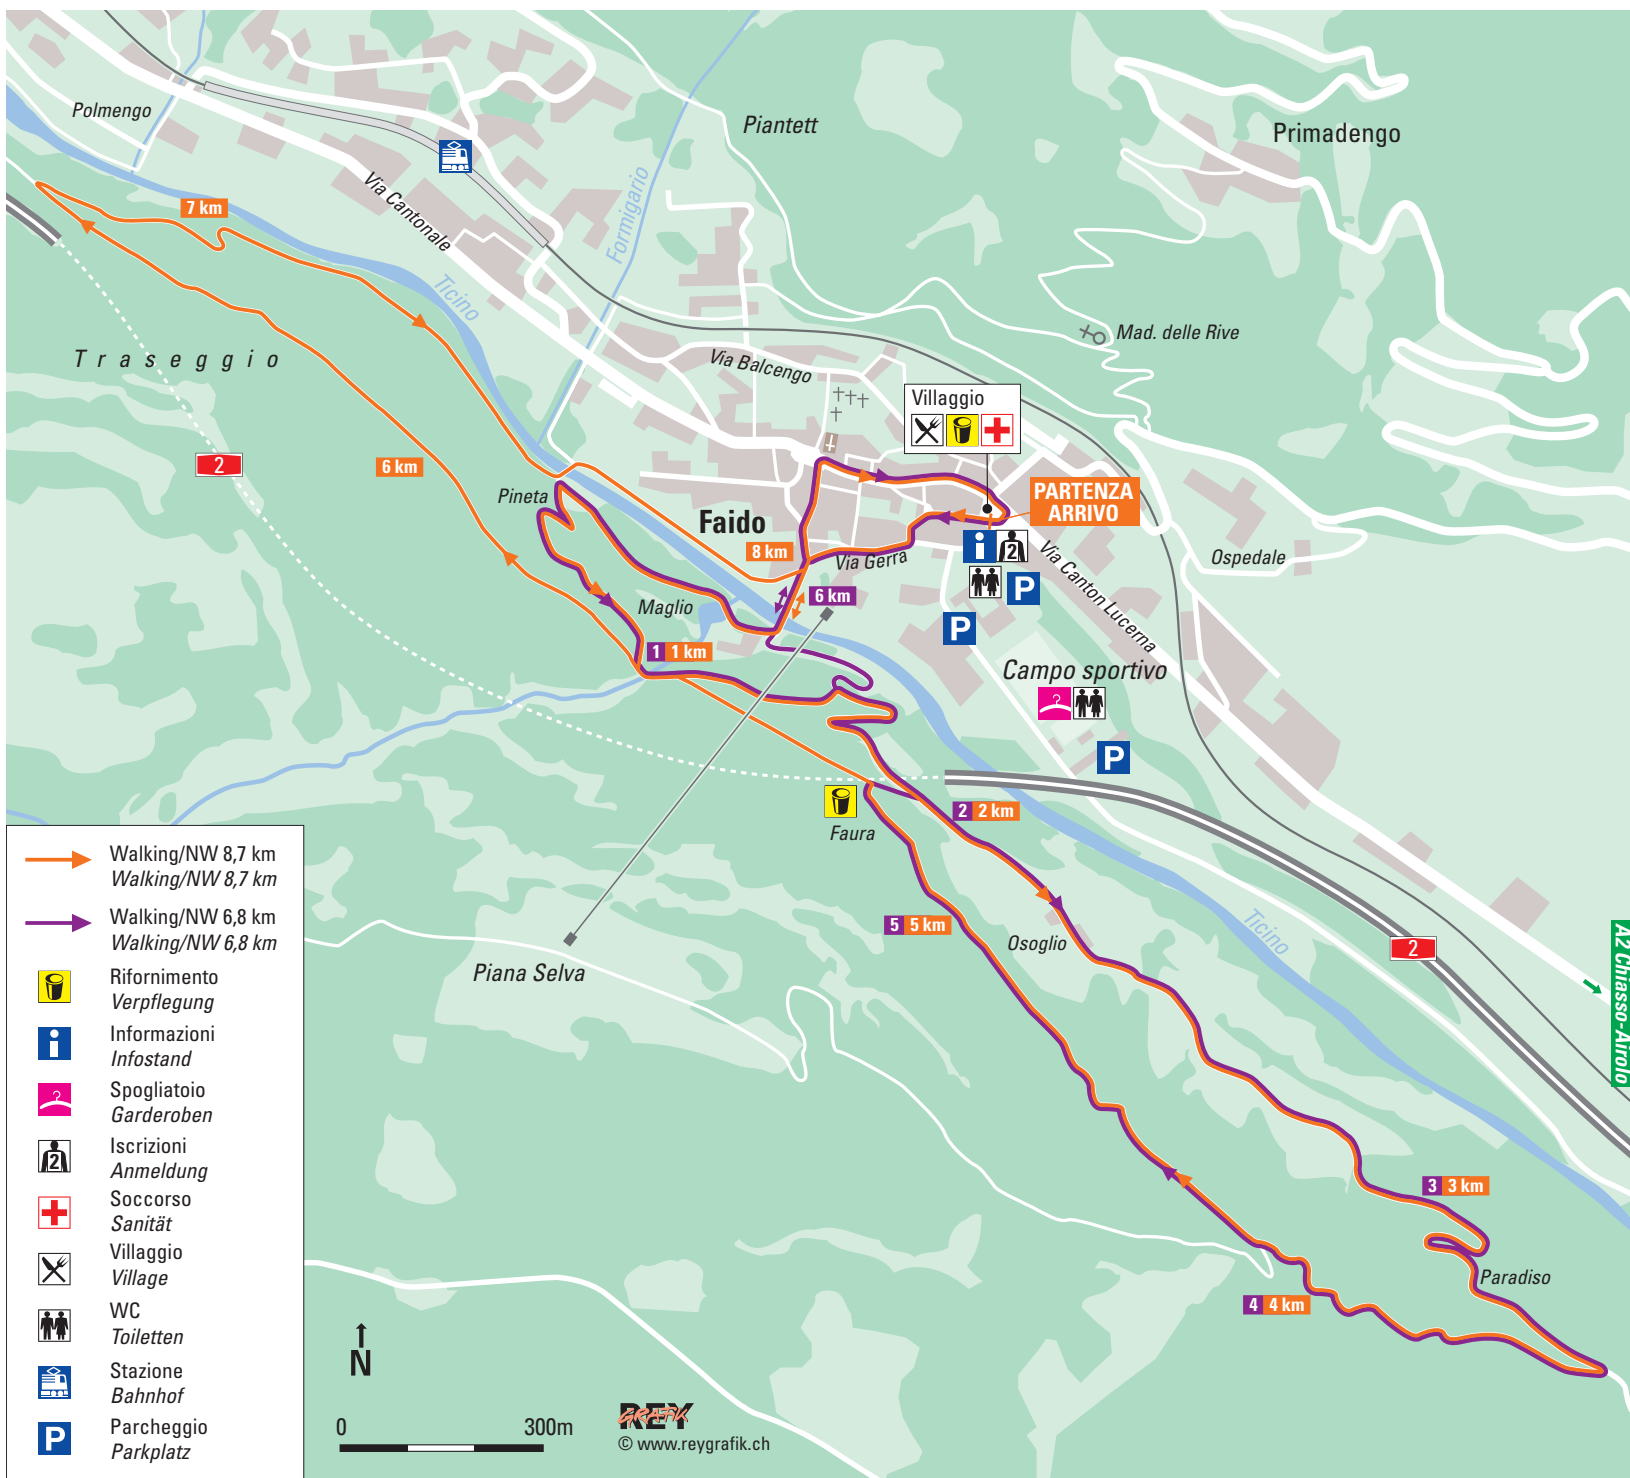 Polmengo
Piantett
Primadengo
Via Cantonale
Formigario
7 km
Ticino
Mad. delle Rive
Traseggio
Via Balcengo
Villaggio
2
6 km
Pineta
PARTENZA
ARRIVO
Faido
8 km
Via Gerra
i
2
Via Canton Lucerna
Ospedale
P
6 km
Maglio
P
1 1 km
Campo sportivo
P
2 2 km
Faura
5 5 km
Osoglio
Ticino
2
A2 Chiasso-Airolo
Piana Selva
3 3 km
Paradiso
4 4 km
Walking/NW 8,7 km
Walking/NW 8,7 km
Walking/NW 6,8 km
Walking/NW 6,8 km
Rifornimento
Verpflegung
i
Informazioni
Infostand
Spogliatoio
Garderoben
2
Iscrizioni
Anmeldung
Soccorso
Sanität
Villaggio
Village
WC
Toiletten
Stazione
Bahnhof
P
Parcheggio
Parkplatz
N
0 300m
REY
GRAFIK
© www.reygrafik.ch